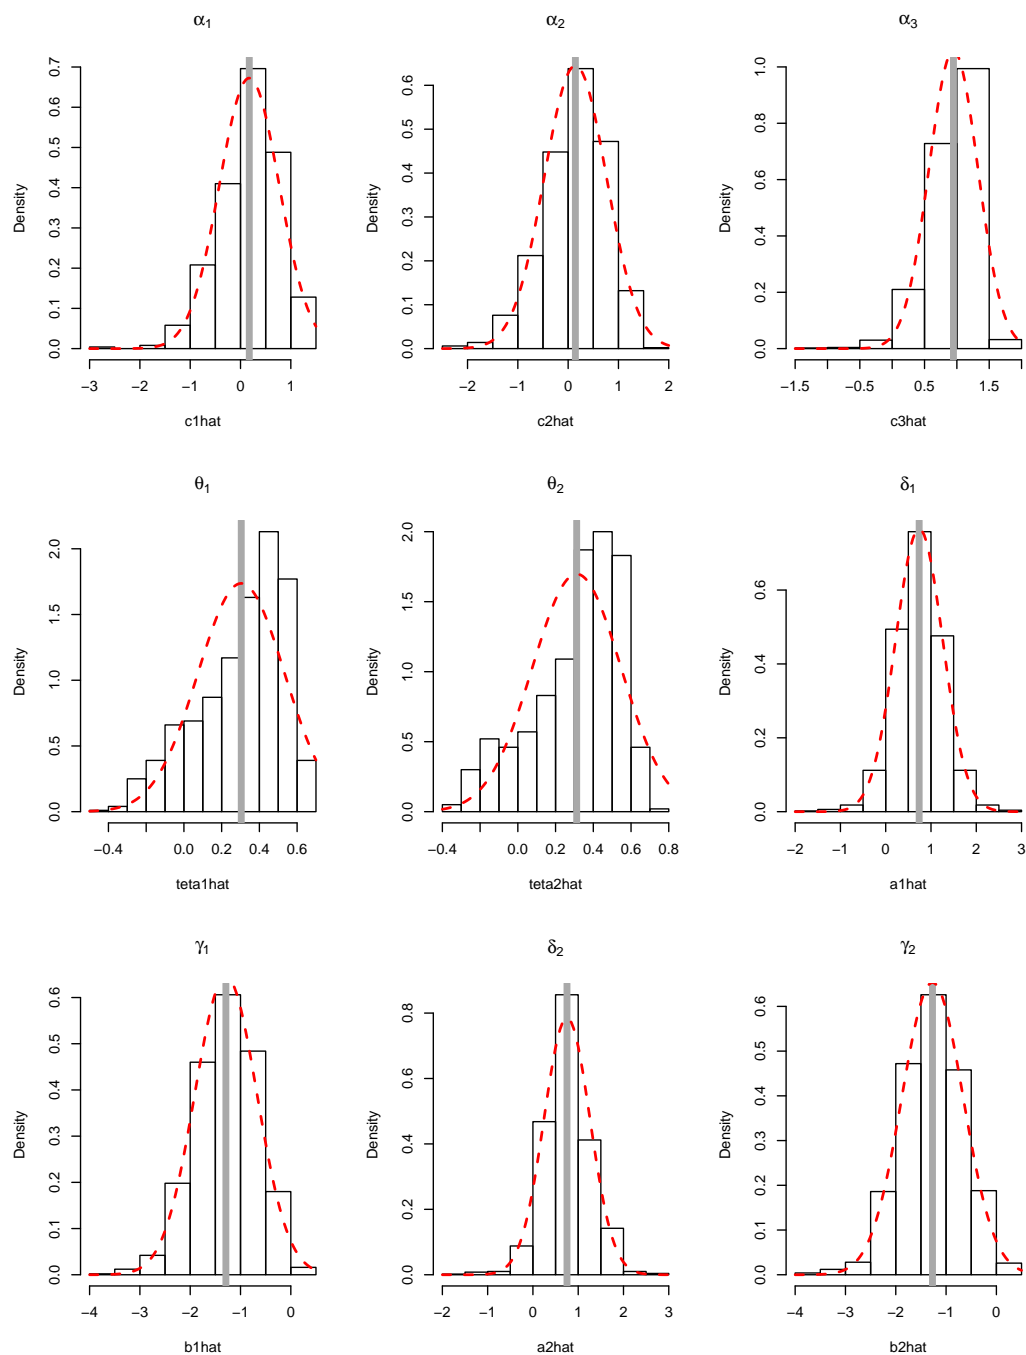 α1 α2 α3
Density 0.0 0.1 0.2 0.3 0.4 0.5 0.6 0.7
−3 −2 −1 0 1
c1hat
Density 0.0 0.1 0.2 0.3 0.4 0.5 0.6
−2 −1 0 1 2
c2hat
Density 0.0 0.2 0.4 0.6 0.8 1.0
−1.5 −0.5 0.5 1.5
c3hat
θ1 θ2 δ1
Density 0.0 0.5 1.0 1.5 2.0
−0.4 0.0 0.4 0.6
teta1hat
Density 0.0 0.5 1.0 1.5 2.0
−0.4 0.0 0.4 0.6 0.8
teta2hat
Density 0.0 0.2 0.4 0.6
−2 −1 0 1 2 3
a1hat
γ1 δ2 γ2
Density 0.0 0.1 0.2 0.3 0.4 0.5 0.6
−4 −3 −2 −1 0
b1hat
Density 0.0 0.2 0.4 0.6 0.8
−2 −1 0 1 2 3
a2hat
Density 0.0 0.1 0.2 0.3 0.4 0.5 0.6
−4 −3 −2 −1 0
b2hat